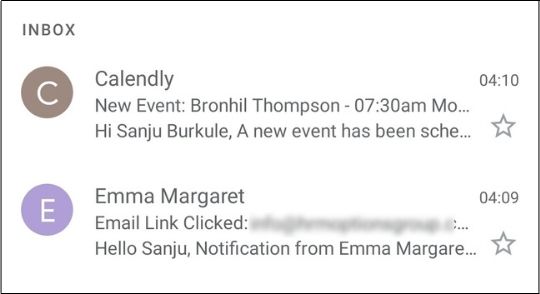 INBOX
C
Calendly
04:10
New Event: Bronhil Thompson - 07:30am Mo...
Hi Sanju Burkule, A new event has been sche...
E
Emma Margaret
04:09
Email Link Clicked:
Hello Sanju, Notification from Emma Margare...